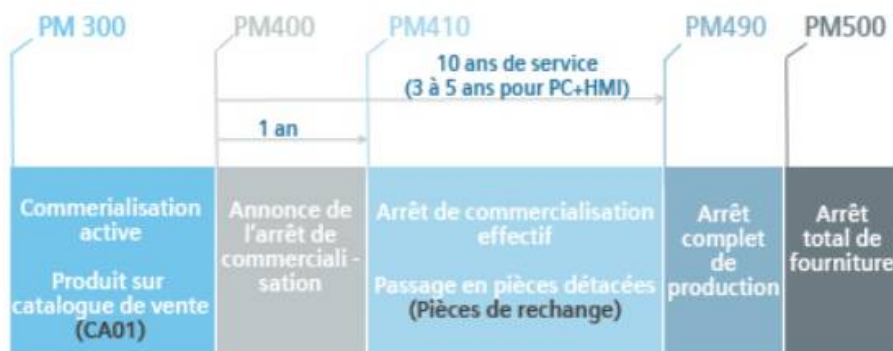 PM 300
PM400
PM410
PM490
PM500
10 ans de service
(3 à 5 ans pour PC+HMI)
1 an
Commerialisation
active
Produit sur
catalogue de vente
(CA01)
Annonce de
l'arrêt de
commerciali -
sation
Arrêt de commercialisation
effectif
Passage en pièces détacées
(Pièces de rechange)
Arrêt
complet
de
production
Arrêt
total de
fourniture